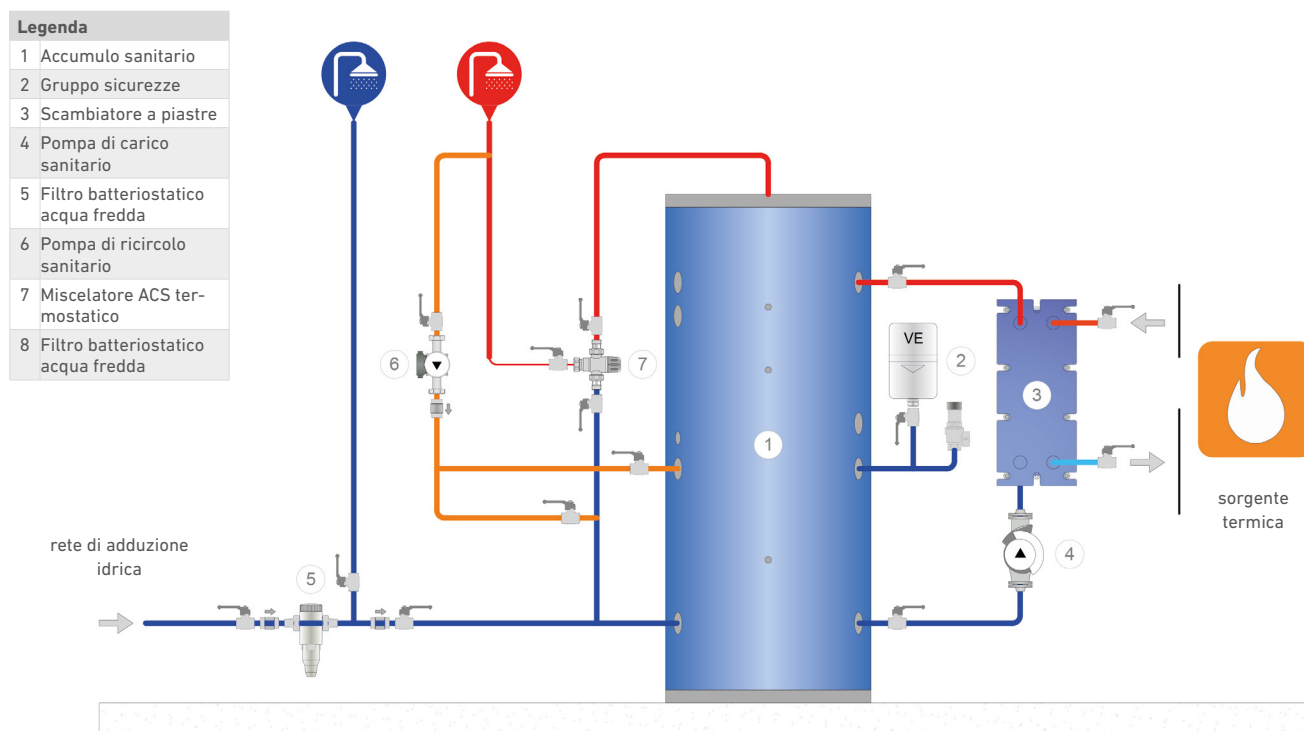 Legenda
1 Accumulo sanitario
2 Gruppo sicurezze
3 Scambiatore a piastre
4 Pompa di carico
sanitario
5 Filtro batteriostatico
acqua fredda
6 Pompa di ricircolo
sanitario
7 Miscelatore ACS ter-
mostatico
8 Filtro batteriostatico
acqua fredda
VE
2
6
7
3
1
sorgente
termica
rete di adduzione
idrica
4
5